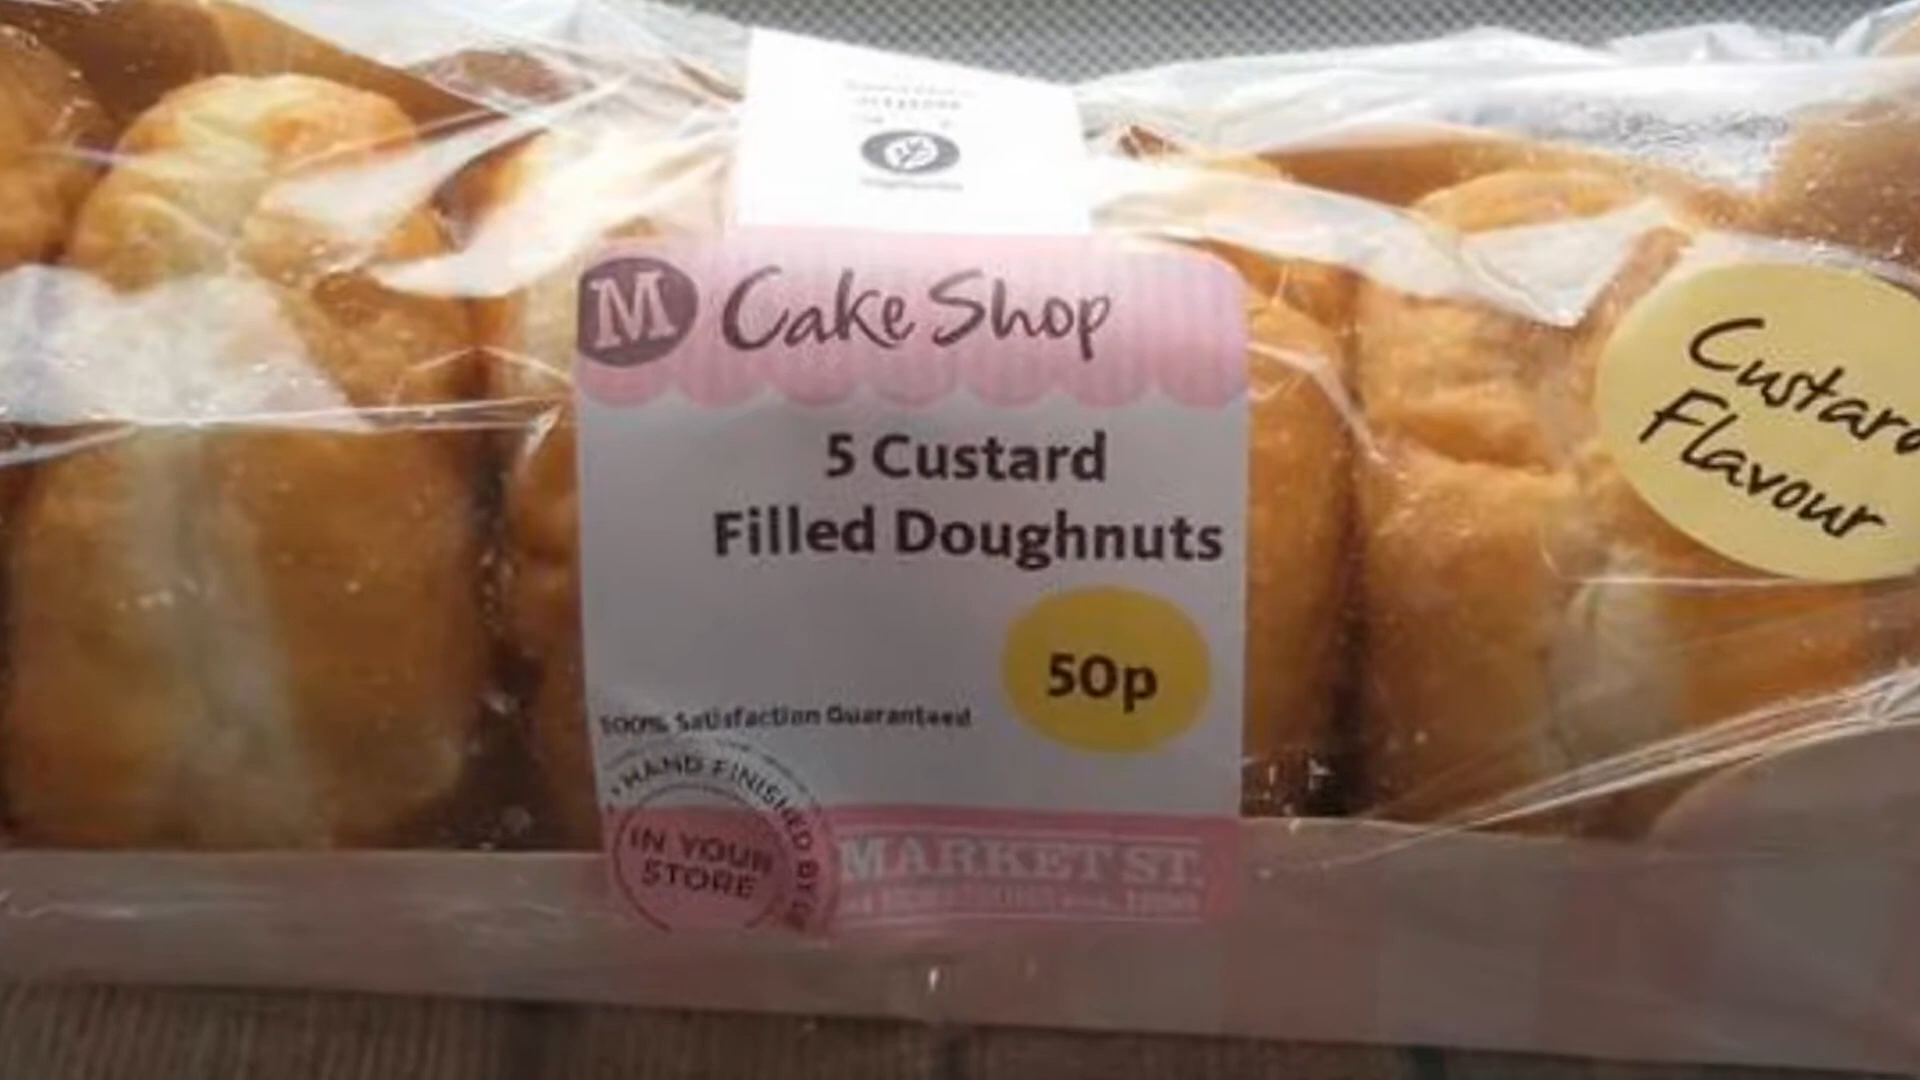 M Cake Shop
5 Custard
Filled Doughnuts
50p
100% Satisfaction Guaranteed
HAND FINISHED BY US
IN YOUR
STORE
MARKET ST.
Custard
Flavour